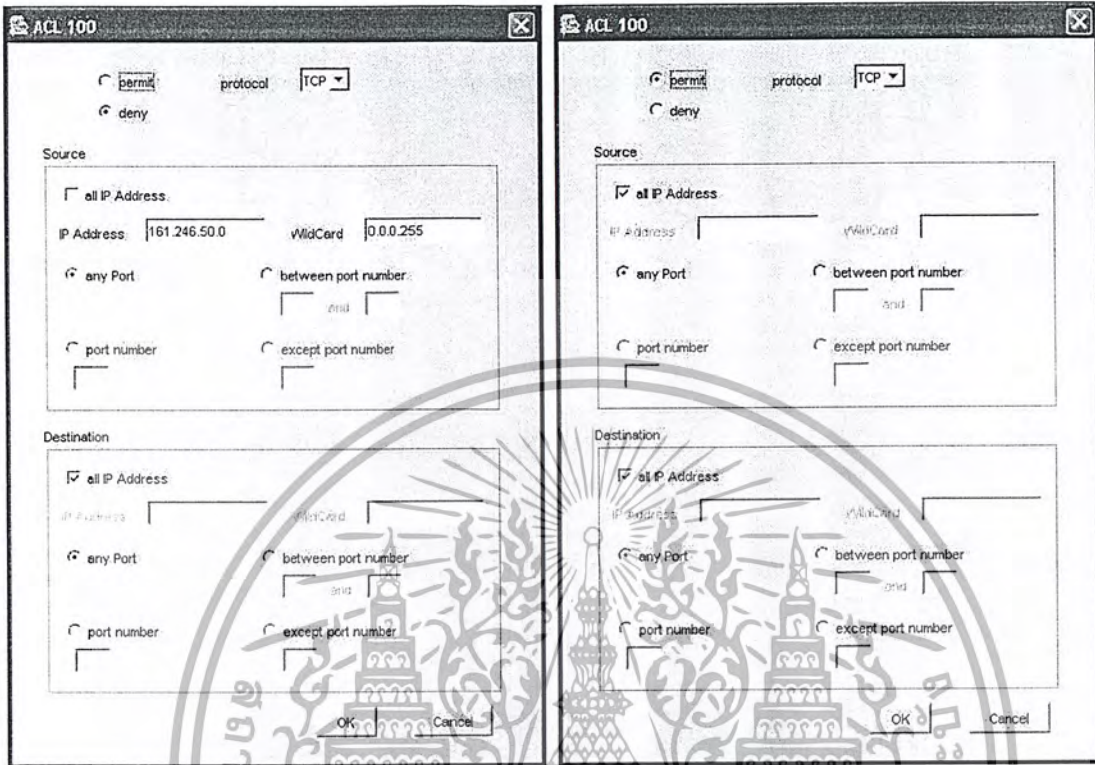 ACL 100
permit protocol TCP
deny
Source
all IP Address
IP Address 161.246.50.0 WildCard 0.0.0.255
any Port between port number
and
port number except port number
Destination
all IP Address
IP Address WildCard
any Port between port number
and
port number except port number
OK Cancel
ACL 100
permit protocol TCP
deny
Source
all IP Address
IP Address WildCard
any Port between port number
and
port number except port number
Destination
all IP Address
IP Address WildCard
any Port between port number
and
port number except port number
OK Cancel